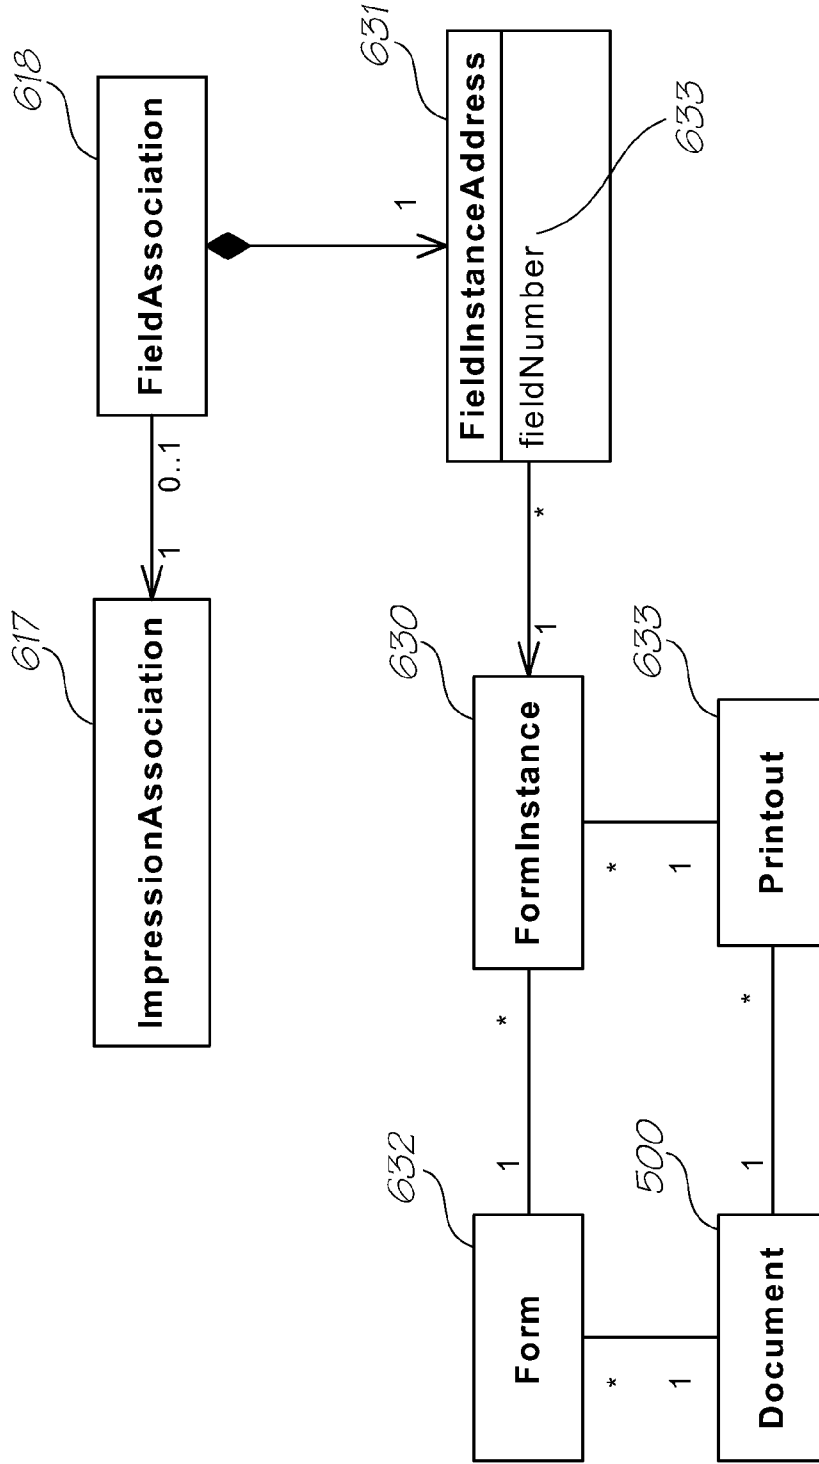 617
618
ImpressionAssociation
1
0..1
FieldAssociation
1
632
630
631
Form
1
*
FormInstance
1
*
FieldInstanceAddress
fieldNumber
*
1
*
1
500
633
633
Document
1
*
Printout